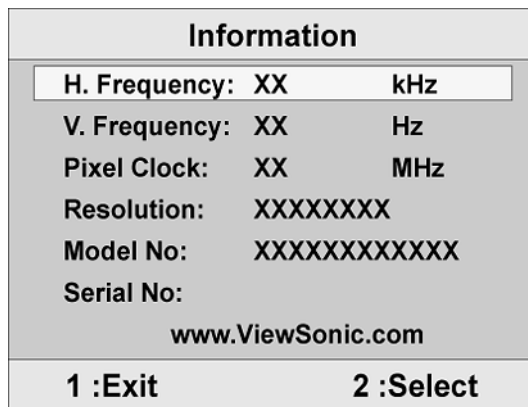 Information
H. Frequency: XX kHz
V. Frequency: XX Hz
Pixel Clock: XX MHz
Resolution: XXXXXXXX
Model No: XXXXXXXXXXXX
Serial No:
www.ViewSonic.com
1 :Exit 2 :Select